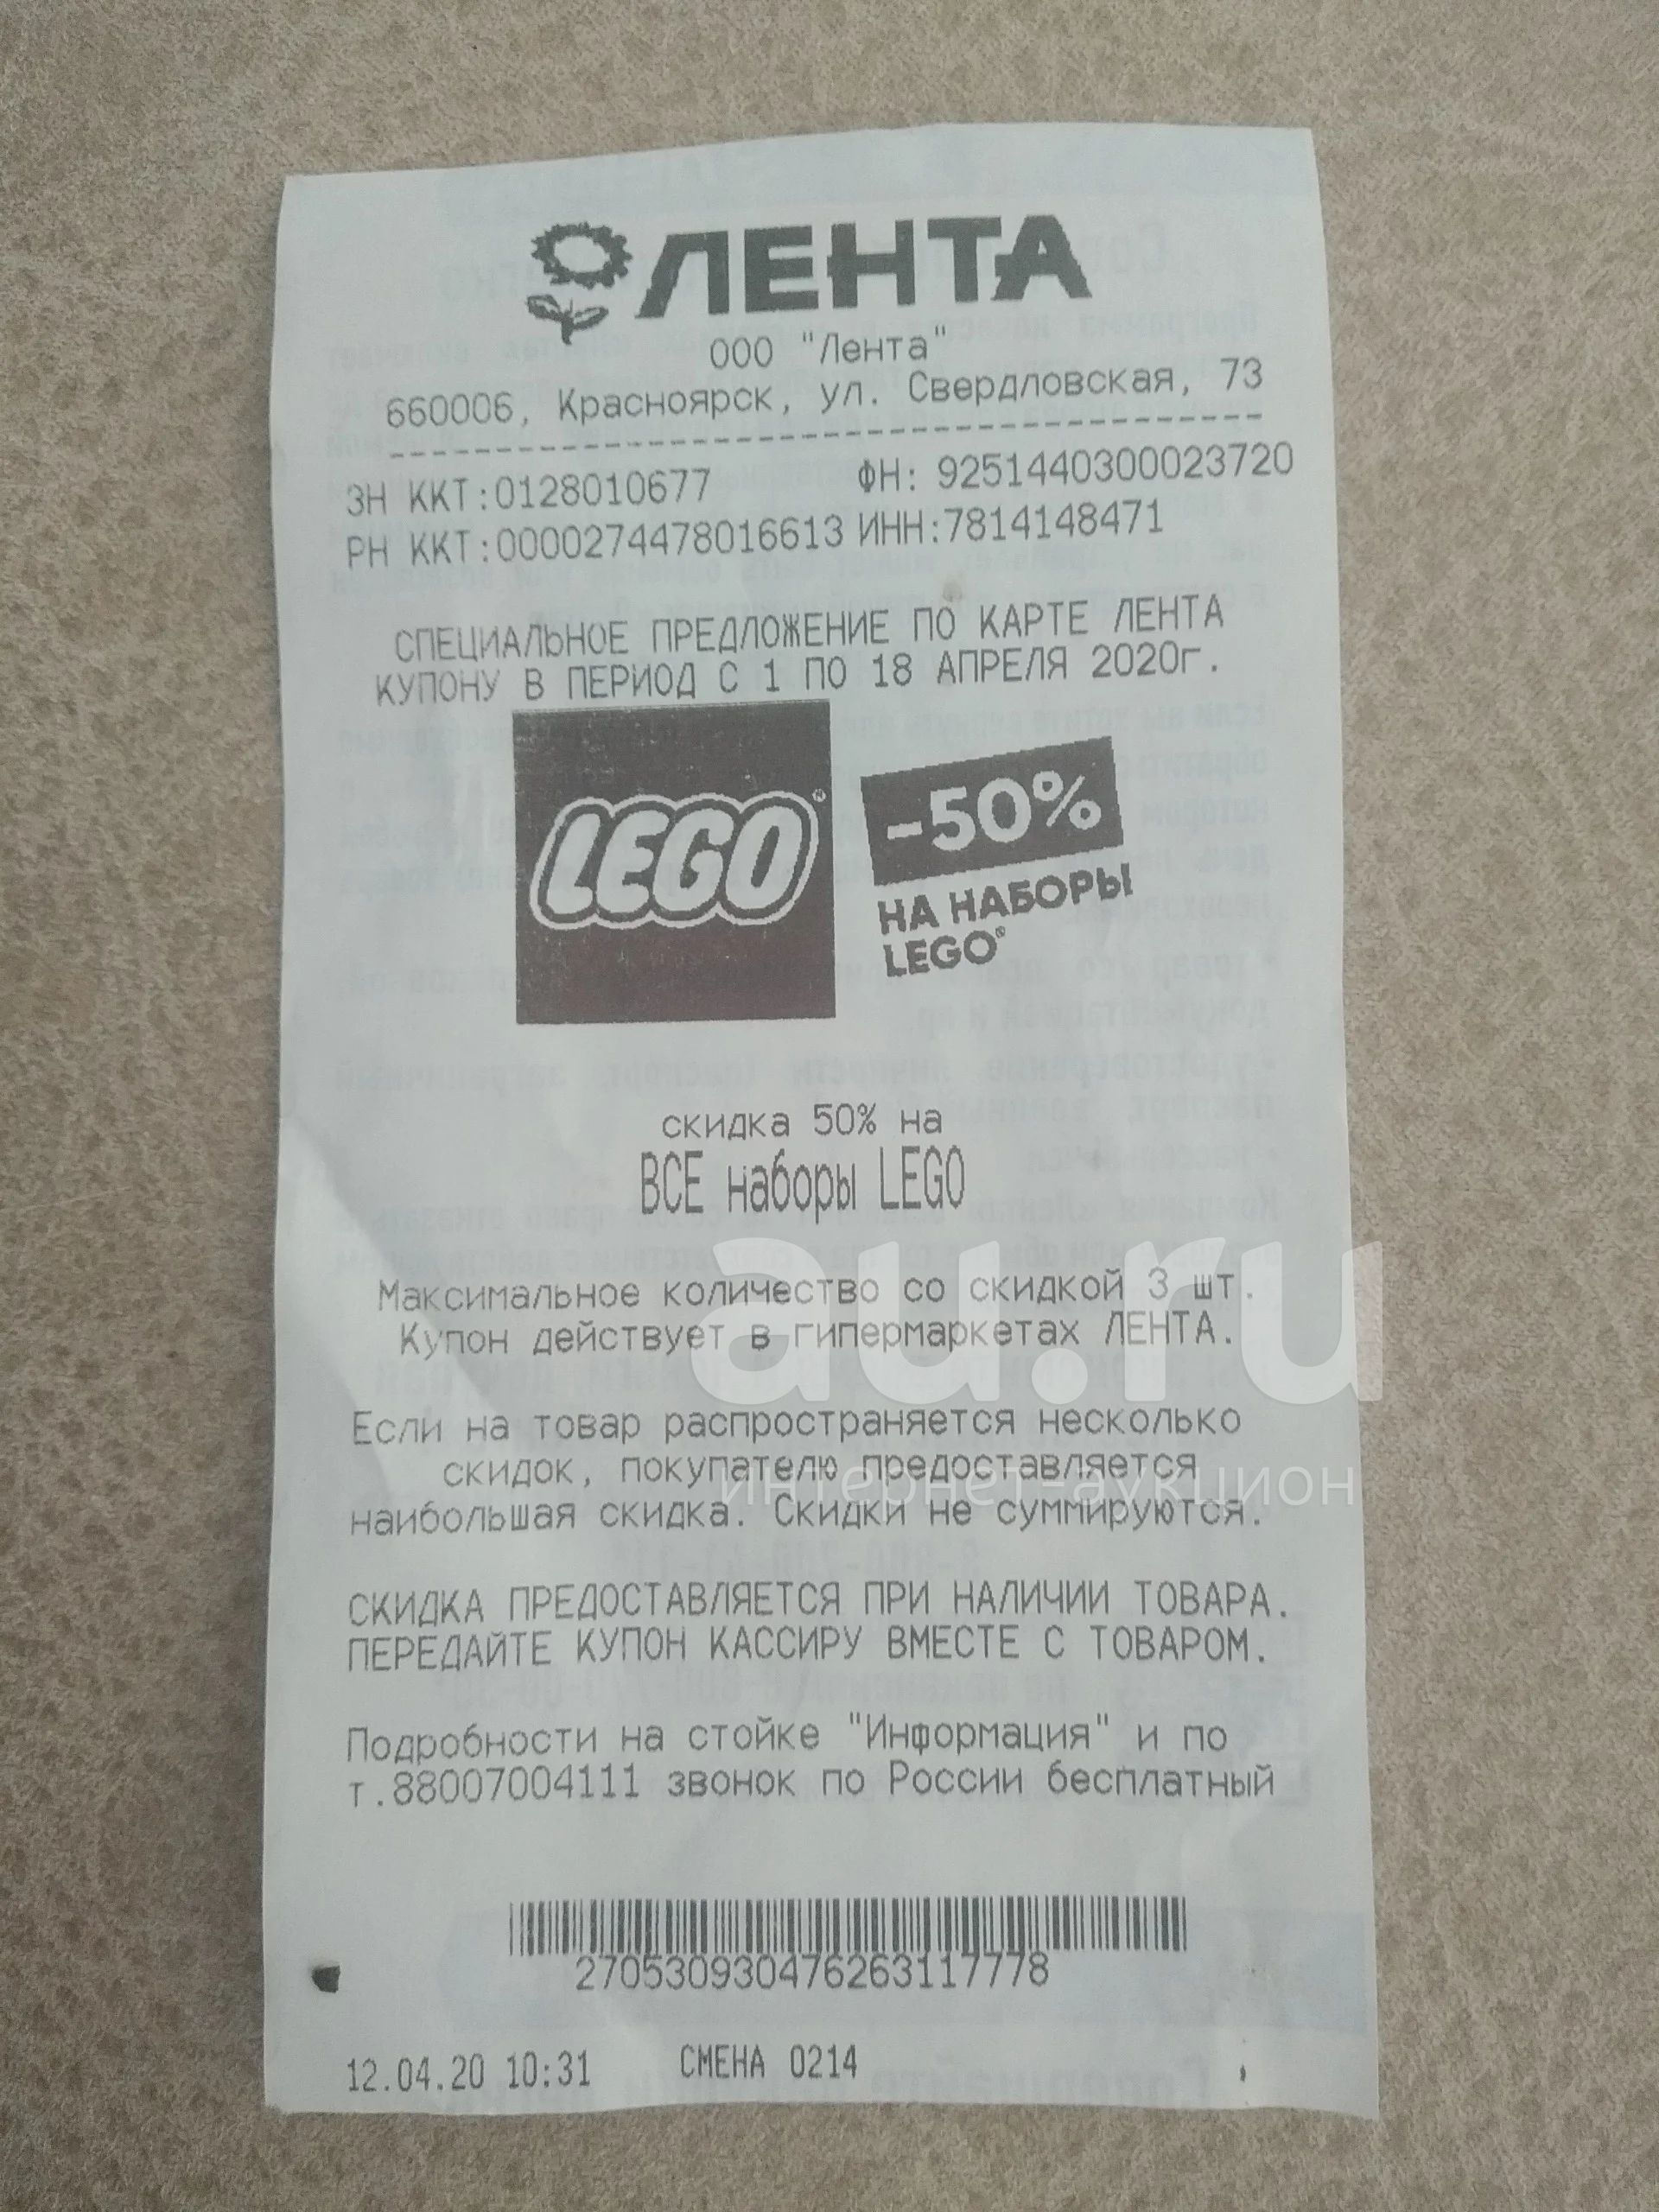 ЛЕНТА
ООО "Лента"
660006, Красноярск, ул. Свердловская, 73
ЗН ККТ:0128010677 ФН: 9251440300023720
РН ККТ:0000274478016613 ИНН:7814148471
СПЕЦИАЛЬНОЕ ПРЕДЛОЖЕНИЕ ПО КАРТЕ ЛЕНТА
КУПОНУ В ПЕРИОД С 1 ПО 18 АПРЕЛЯ 2020г.
LEGO®
-50%
НА НАБОРЫ
LEGO®
скидка 50% на
ВСЕ наборы LEGO
Максимальное количество со скидкой 3 шт.
Купон действует в гипермаркетах ЛЕНТА.
au.ru
Если на товар распространяется несколько
скидок, покупателю предоставляется
интернет-аукцион
наибольшая скидка. Скидки не суммируются.
СКИДКА ПРЕДОСТАВЛЯЕТСЯ ПРИ НАЛИЧИИ ТОВАРА.
ПЕРЕДАЙТЕ КУПОН КАССИРУ ВМЕСТЕ С ТОВАРОМ.
Подробности на стойке "Информация" и по
т.88007004111 звонок по России бесплатный
270530930476263117778
12.04.20 10:31 СМЕНА 0214